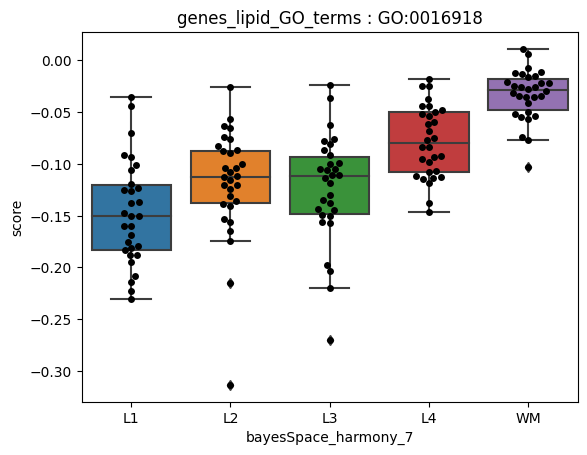 genes_lipid_GO_terms : GO:0016918
0.00
−0.05
−0.10
−0.15
−0.20
−0.25
−0.30
score
L1 L2 L3 L4 WM
bayesSpace_harmony_7